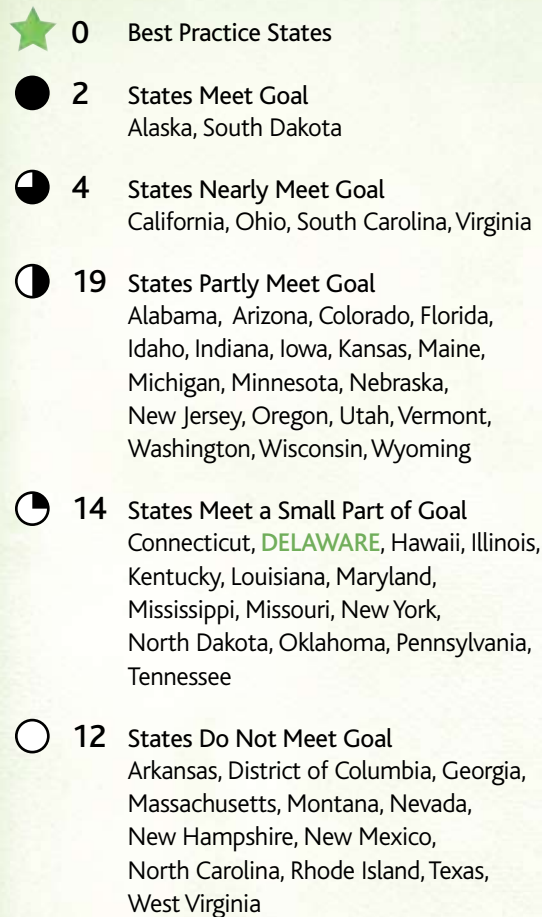 0 Best Practice States
2 States Meet Goal
Alaska, South Dakota
4 States Nearly Meet Goal
California, Ohio, South Carolina, Virginia
19 States Partly Meet Goal
Alabama, Arizona, Colorado, Florida,
Idaho, Indiana, Iowa, Kansas, Maine,
Michigan, Minnesota, Nebraska,
New Jersey, Oregon, Utah, Vermont,
Washington, Wisconsin, Wyoming
14 States Meet a Small Part of Goal
Connecticut, DELAWARE, Hawaii, Illinois,
Kentucky, Louisiana, Maryland,
Mississippi, Missouri, New York,
North Dakota, Oklahoma, Pennsylvania,
Tennessee
12 States Do Not Meet Goal
Arkansas, District of Columbia, Georgia,
Massachusetts, Montana, Nevada,
New Hampshire, New Mexico,
North Carolina, Rhode Island, Texas,
West Virginia